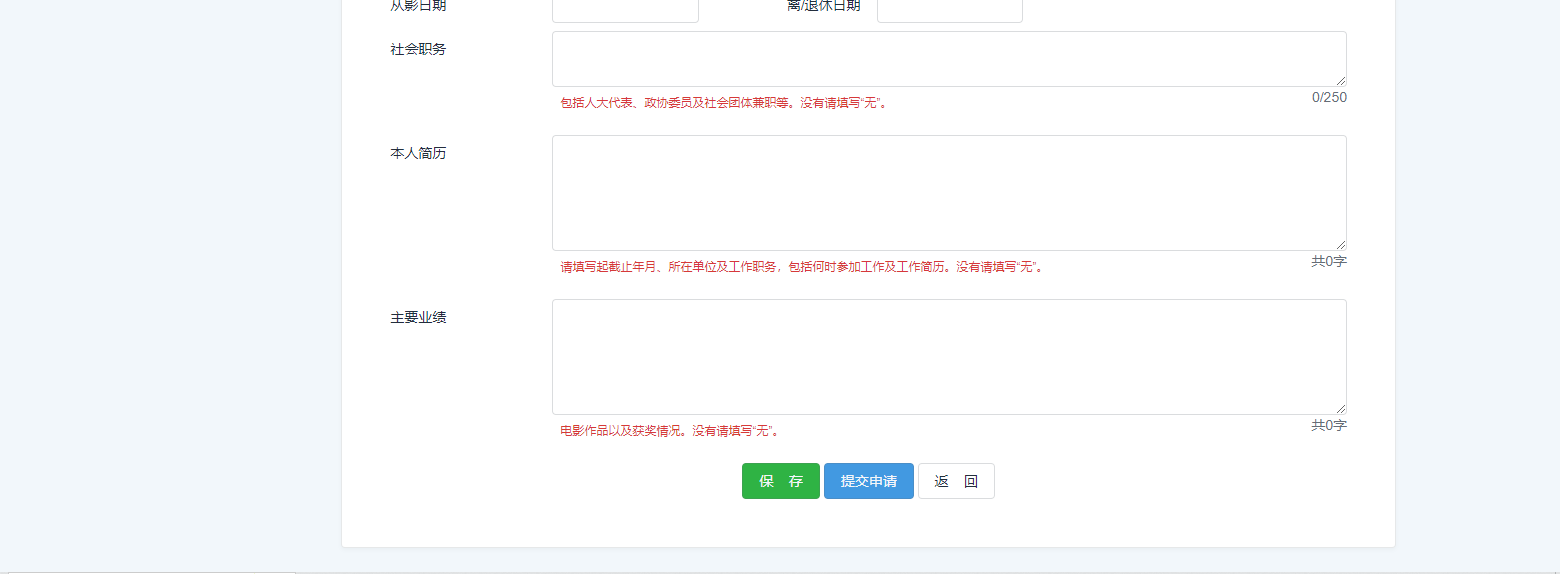 从影日期 离/退休日期
社会职务
包括人大代表、政协委员及社会团体兼职等。没有请填写“无”。 0/250
本人简历
请填写起截止年月、所在单位及工作职务，包括何时参加工作及工作简历。没有请填写“无”。 共0字
主要业绩
电影作品以及获奖情况。没有请填写“无”。 共0字
保 存 提交申请 返 回